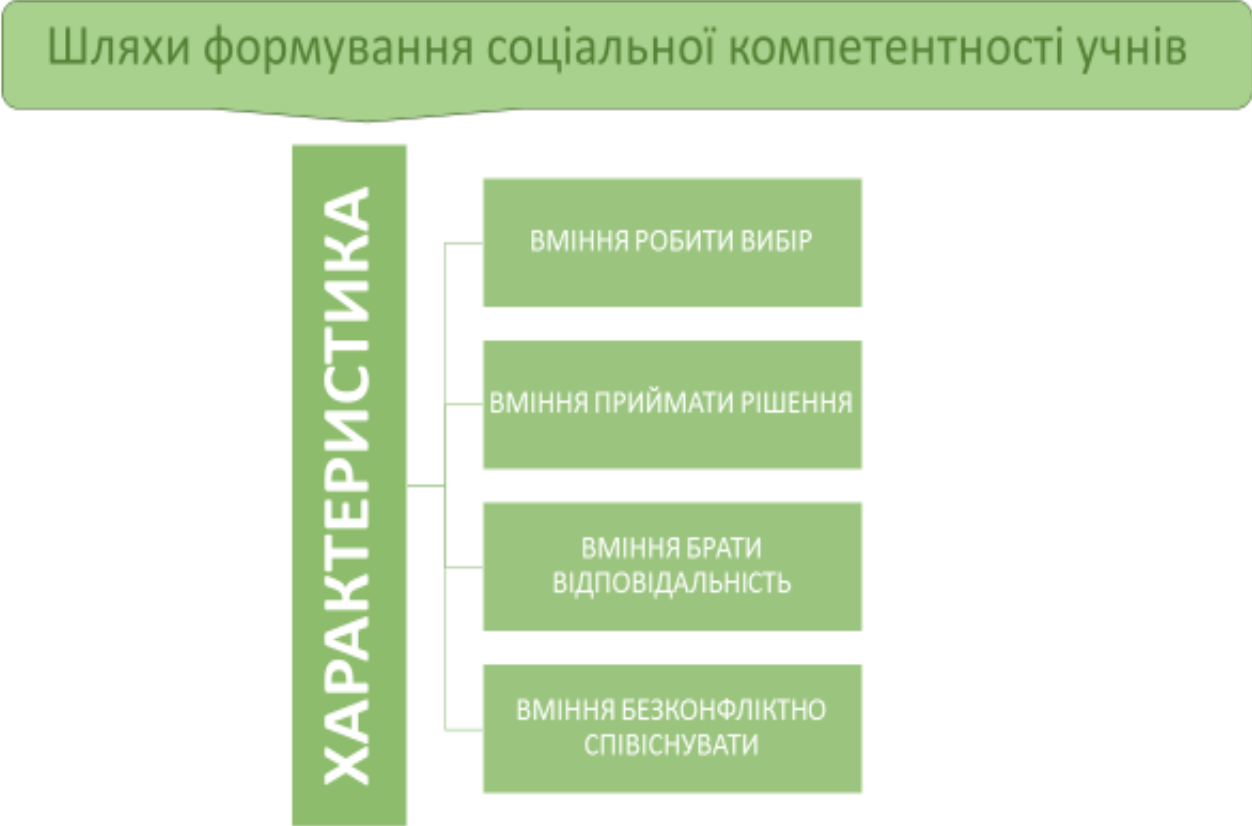 Шляхи формування соціальної компетентності учнів
ХАРАКТЕРИСТИКА
ВМІННЯ РОБИТИ ВИБІР
ВМІННЯ ПРИЙМАТИ РІШЕННЯ
ВМІННЯ БРАТИ
ВІДПОВІДАЛЬНІСТЬ
ВМІННЯ БЕЗКОНФЛІКТНО
СПІВІСНУВАТИ